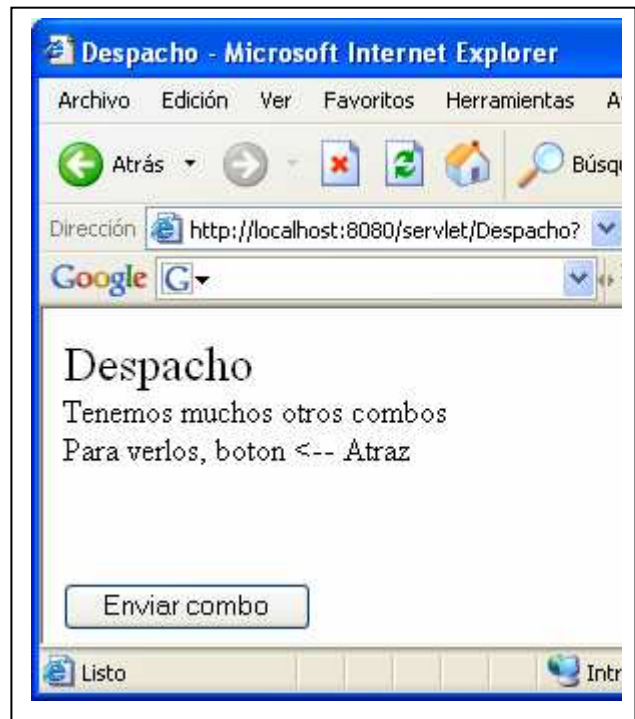 Despacho - Microsoft Internet Explorer
Archivo Edición Ver Favoritos Herramientas
Atrás
Dirección http://localhost:8080/servlet/Despacho?
Google G
Despacho
Tenemos muchos otros combos
Para verlos, boton <-- Atraz
Enviar combo
Listo